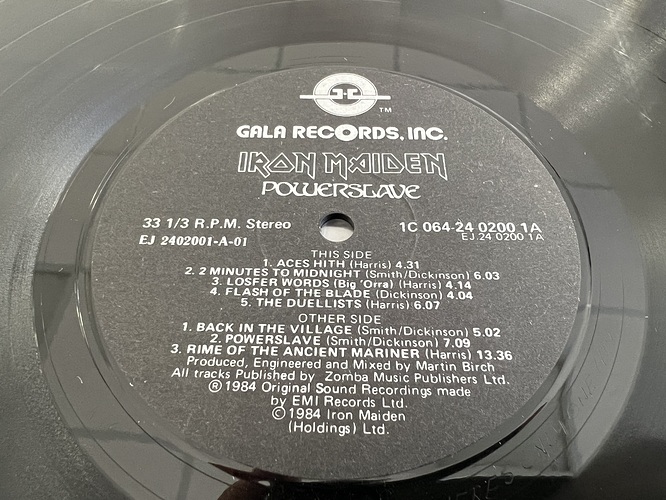 TM
GALA RECORDS, INC.
IRON MAIDEN
POWERSLAVE
33 1/3 R.P.M. Stereo
1C 064-24 0200 1A
EJ 2402001-A-01
EJ.24 0200 1A
THIS SIDE
1. ACES HITH (Harris) 4.31
2. 2 MINUTES TO MIDNIGHT (Smith/Dickinson) 6.03
3. LOSFER WORDS (Big 'Orra) (Harris) 4.14
4. FLASH OF THE BLADE (Dickinson) 4.04
5. THE DUELLISTS (Harris) 6.07
OTHER SIDE
1. BACK IN THE VILLAGE (Smith/Dickinson) 5.02
2. POWERSLAVE (Smith/Dickinson) 7.09
3. RIME OF THE ANCIENT MARINER (Harris) 13.36
Produced, Engineered and Mixed by Martin Birch
All tracks Published by Zomba Music Publishers Ltd.
®1984 Original Sound Recordings made
by EMI Records Ltd.
©1984 Iron Maiden
(Holdings) Ltd.